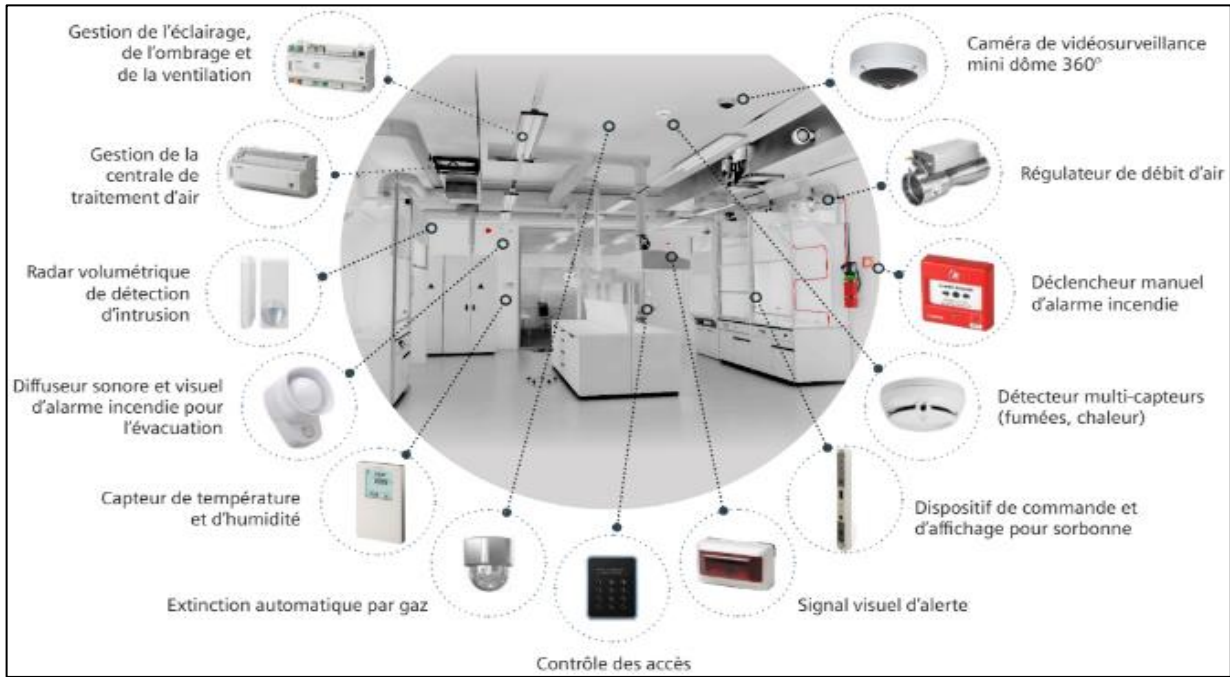 Gestion de l'éclairage,
de l'ombrage et
de la ventilation
Caméra de vidéosurveillance
mini dôme 360°
Gestion de la
centrale de
traitement d'air
Régulateur de débit d'air
Radar volumétrique
de détection
d'intrusion
Déclencheur manuel
d'alarme incendie
Diffuseur sonore et visuel
d'alarme incendie pour
l'évacuation
Détecteur multi-capteurs
(fumées, chaleur)
Capteur de température
et d'humidité
Dispositif de commande et
d'affichage pour sorbonne
Extinction automatique par gaz
Signal visuel d'alerte
Contrôle des accès